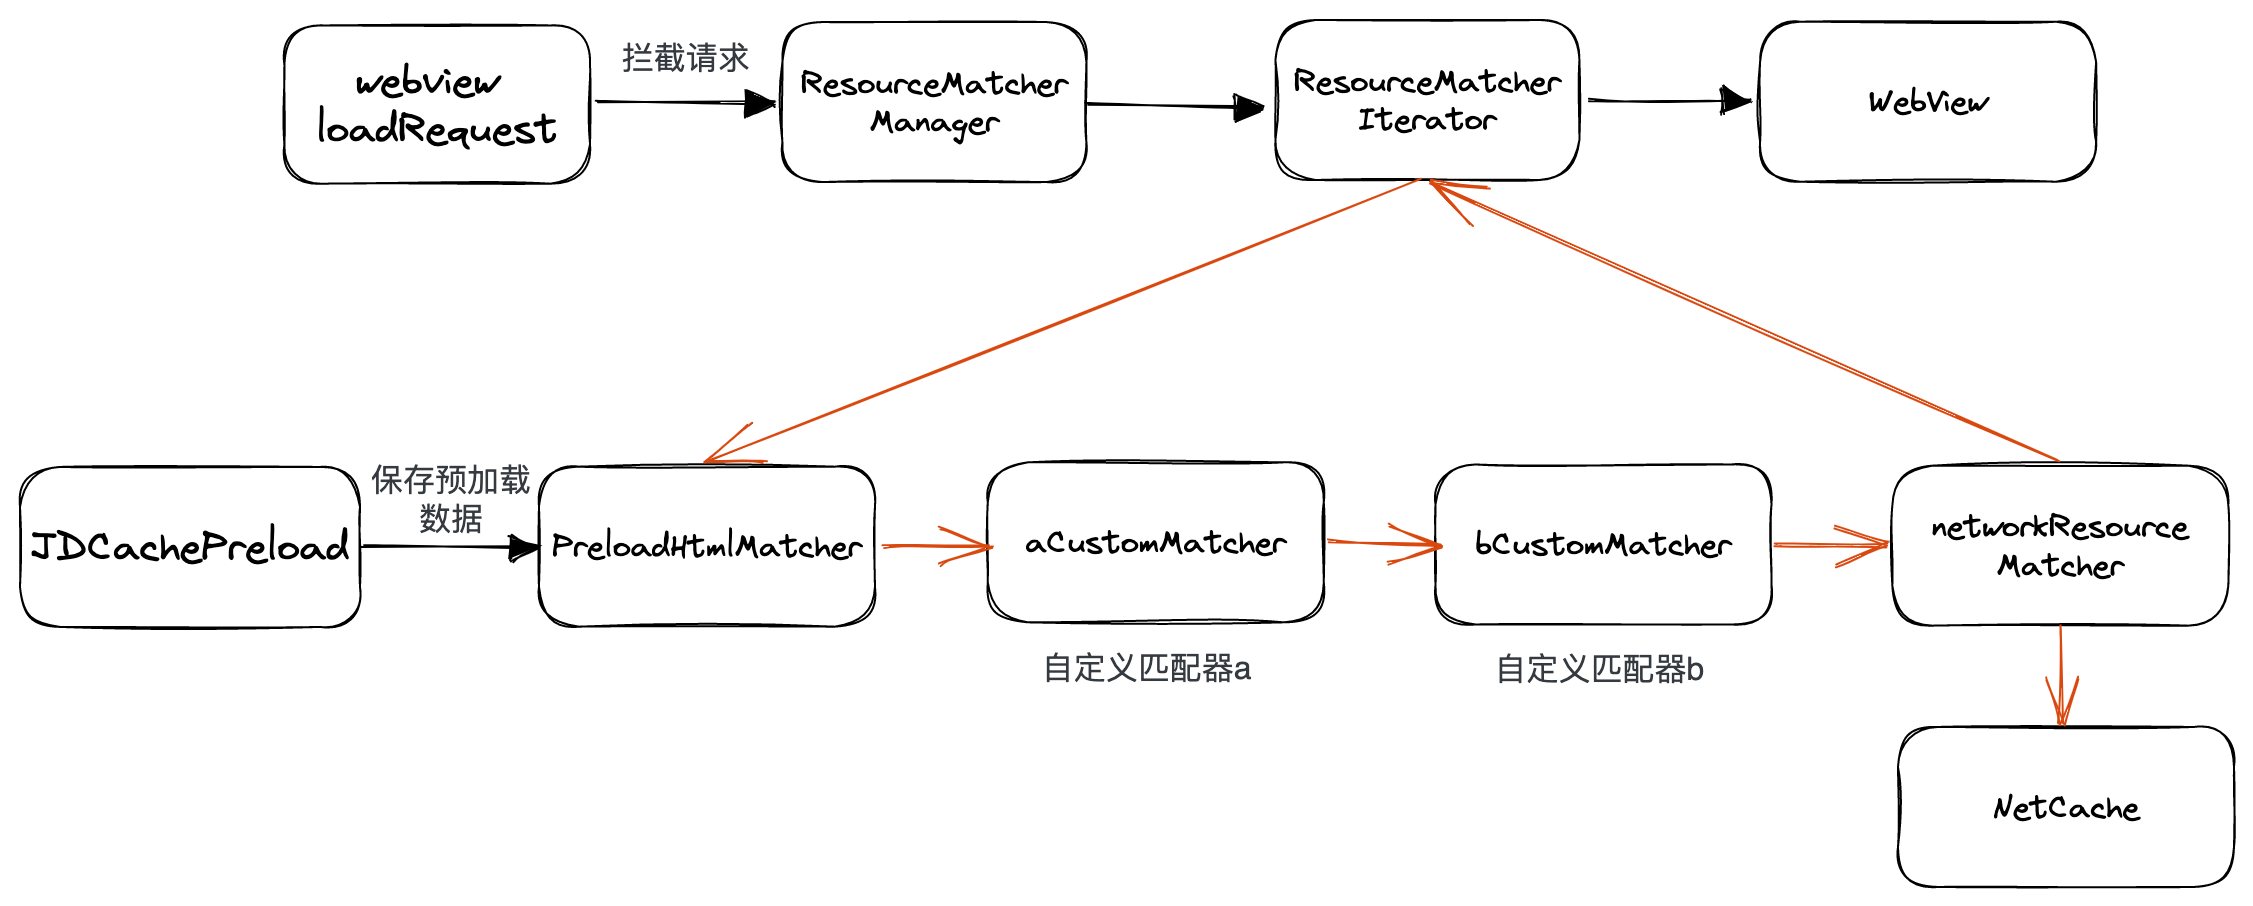 webview
loadRequest
拦截请求
ResourceMatcher
Manager
ResourceMatcher
Iterator
WebView
JDCachePreload
保存预加载
数据
PreloadHtmlMatcher
aCustomMatcher
bCustomMatcher
networkResource
Matcher
自定义匹配器a
自定义匹配器b
NetCache